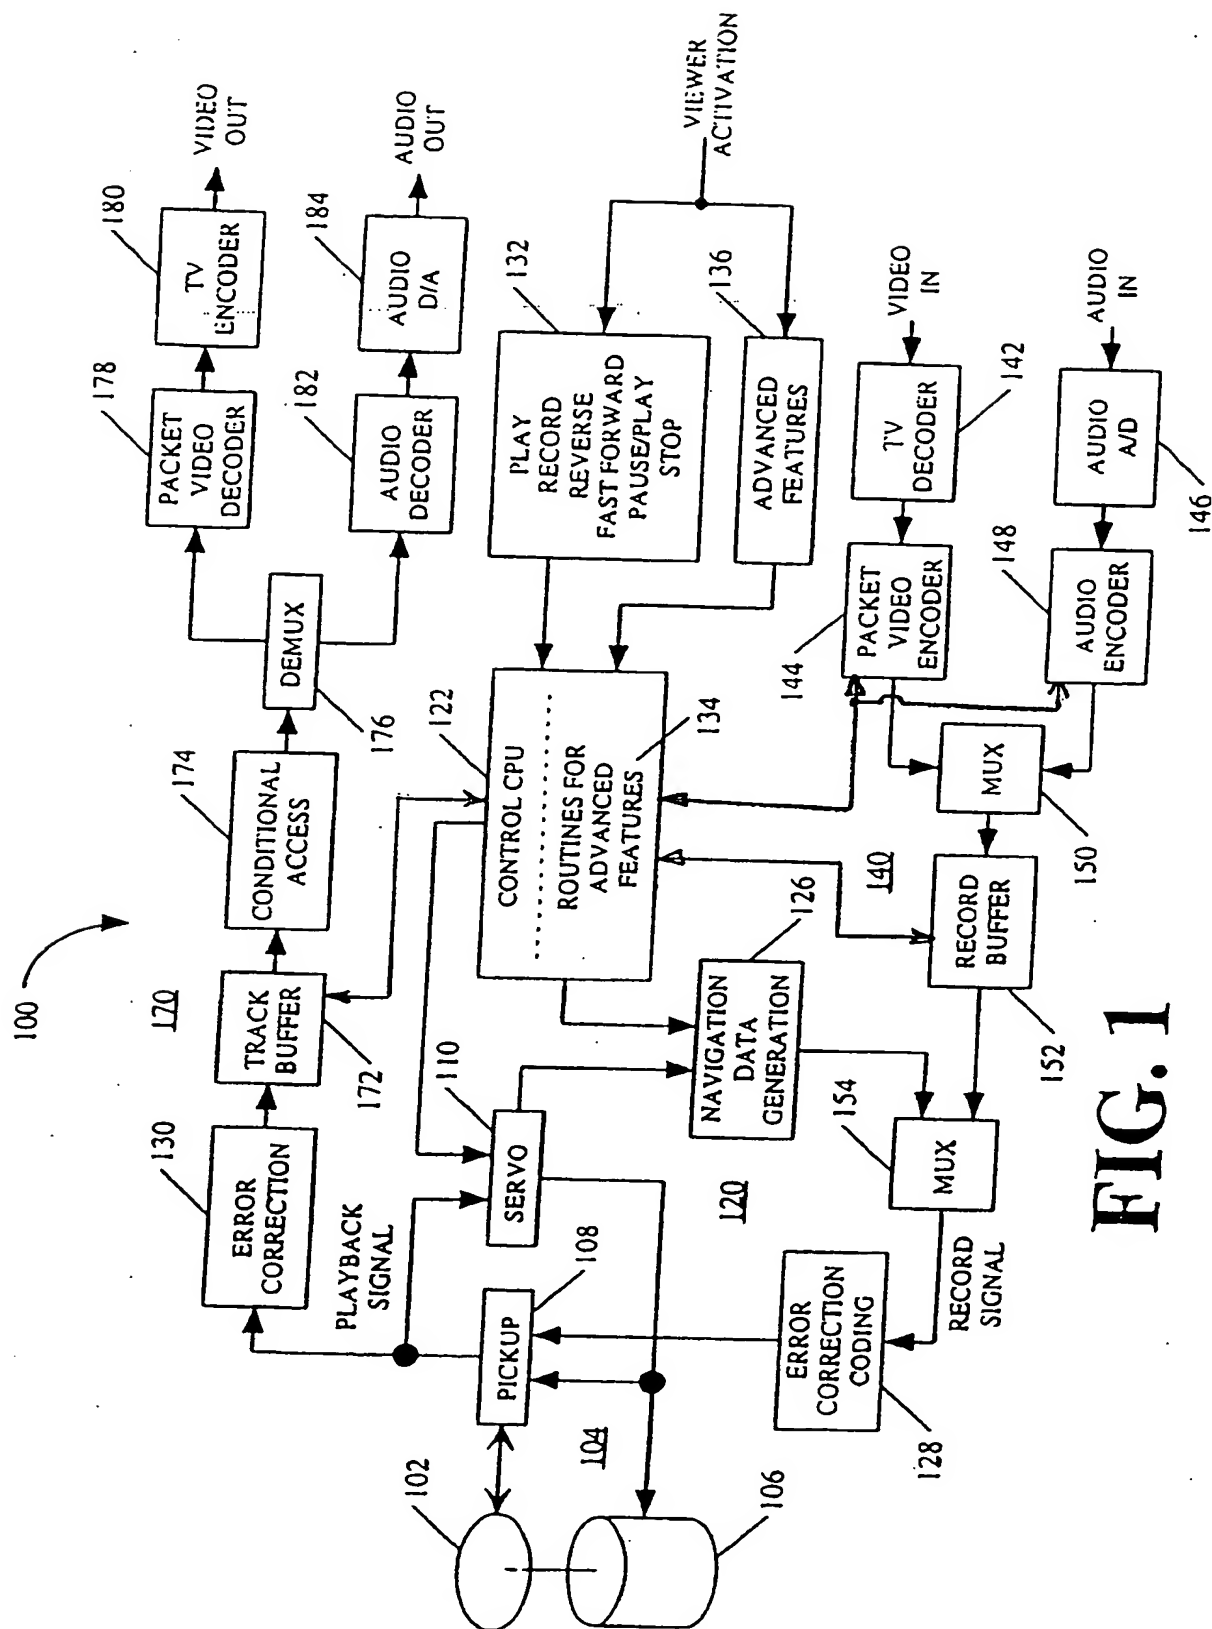 100
170
130
ERROR
CORRECTION
TRACK
BUFFER
172
174
CONDITIONAL
ACCESS
DEMUX
176
178
PACKET
VIDEO
DECODER
180
TV
ENCODER
VIDEO
OUT
182
AUDIO
DECODER
184
AUDIO
D/A
AUDIO
OUT
PLAYBACK
SIGNAL
102
104
106
PICKUP
108
SERVO
110
120
122
CONTROL CPU
ROUTINES FOR
ADVANCED
FEATURES
134
132
PLAY
RECORD
REVERSE
FAST FORWARD
PAUSE/PLAY
STOP
136
ADVANCED
FEATURES
VIEWER
ACTIVATION
126
NAVIGATION
DATA
GENERATION
128
ERROR
CORRECTION
CODING
RECORD
SIGNAL
154
MUX
140
RECORD
BUFFER
152
MUX
150
144
PACKET
VIDEO
ENCODER
TV
DECODER
142
VIDEO
IN
148
AUDIO
ENCODER
AUDIO
A/D
146
AUDIO
IN
FIG. 1